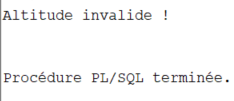 Altitude invalide !
Procédure PL/SQL terminée.